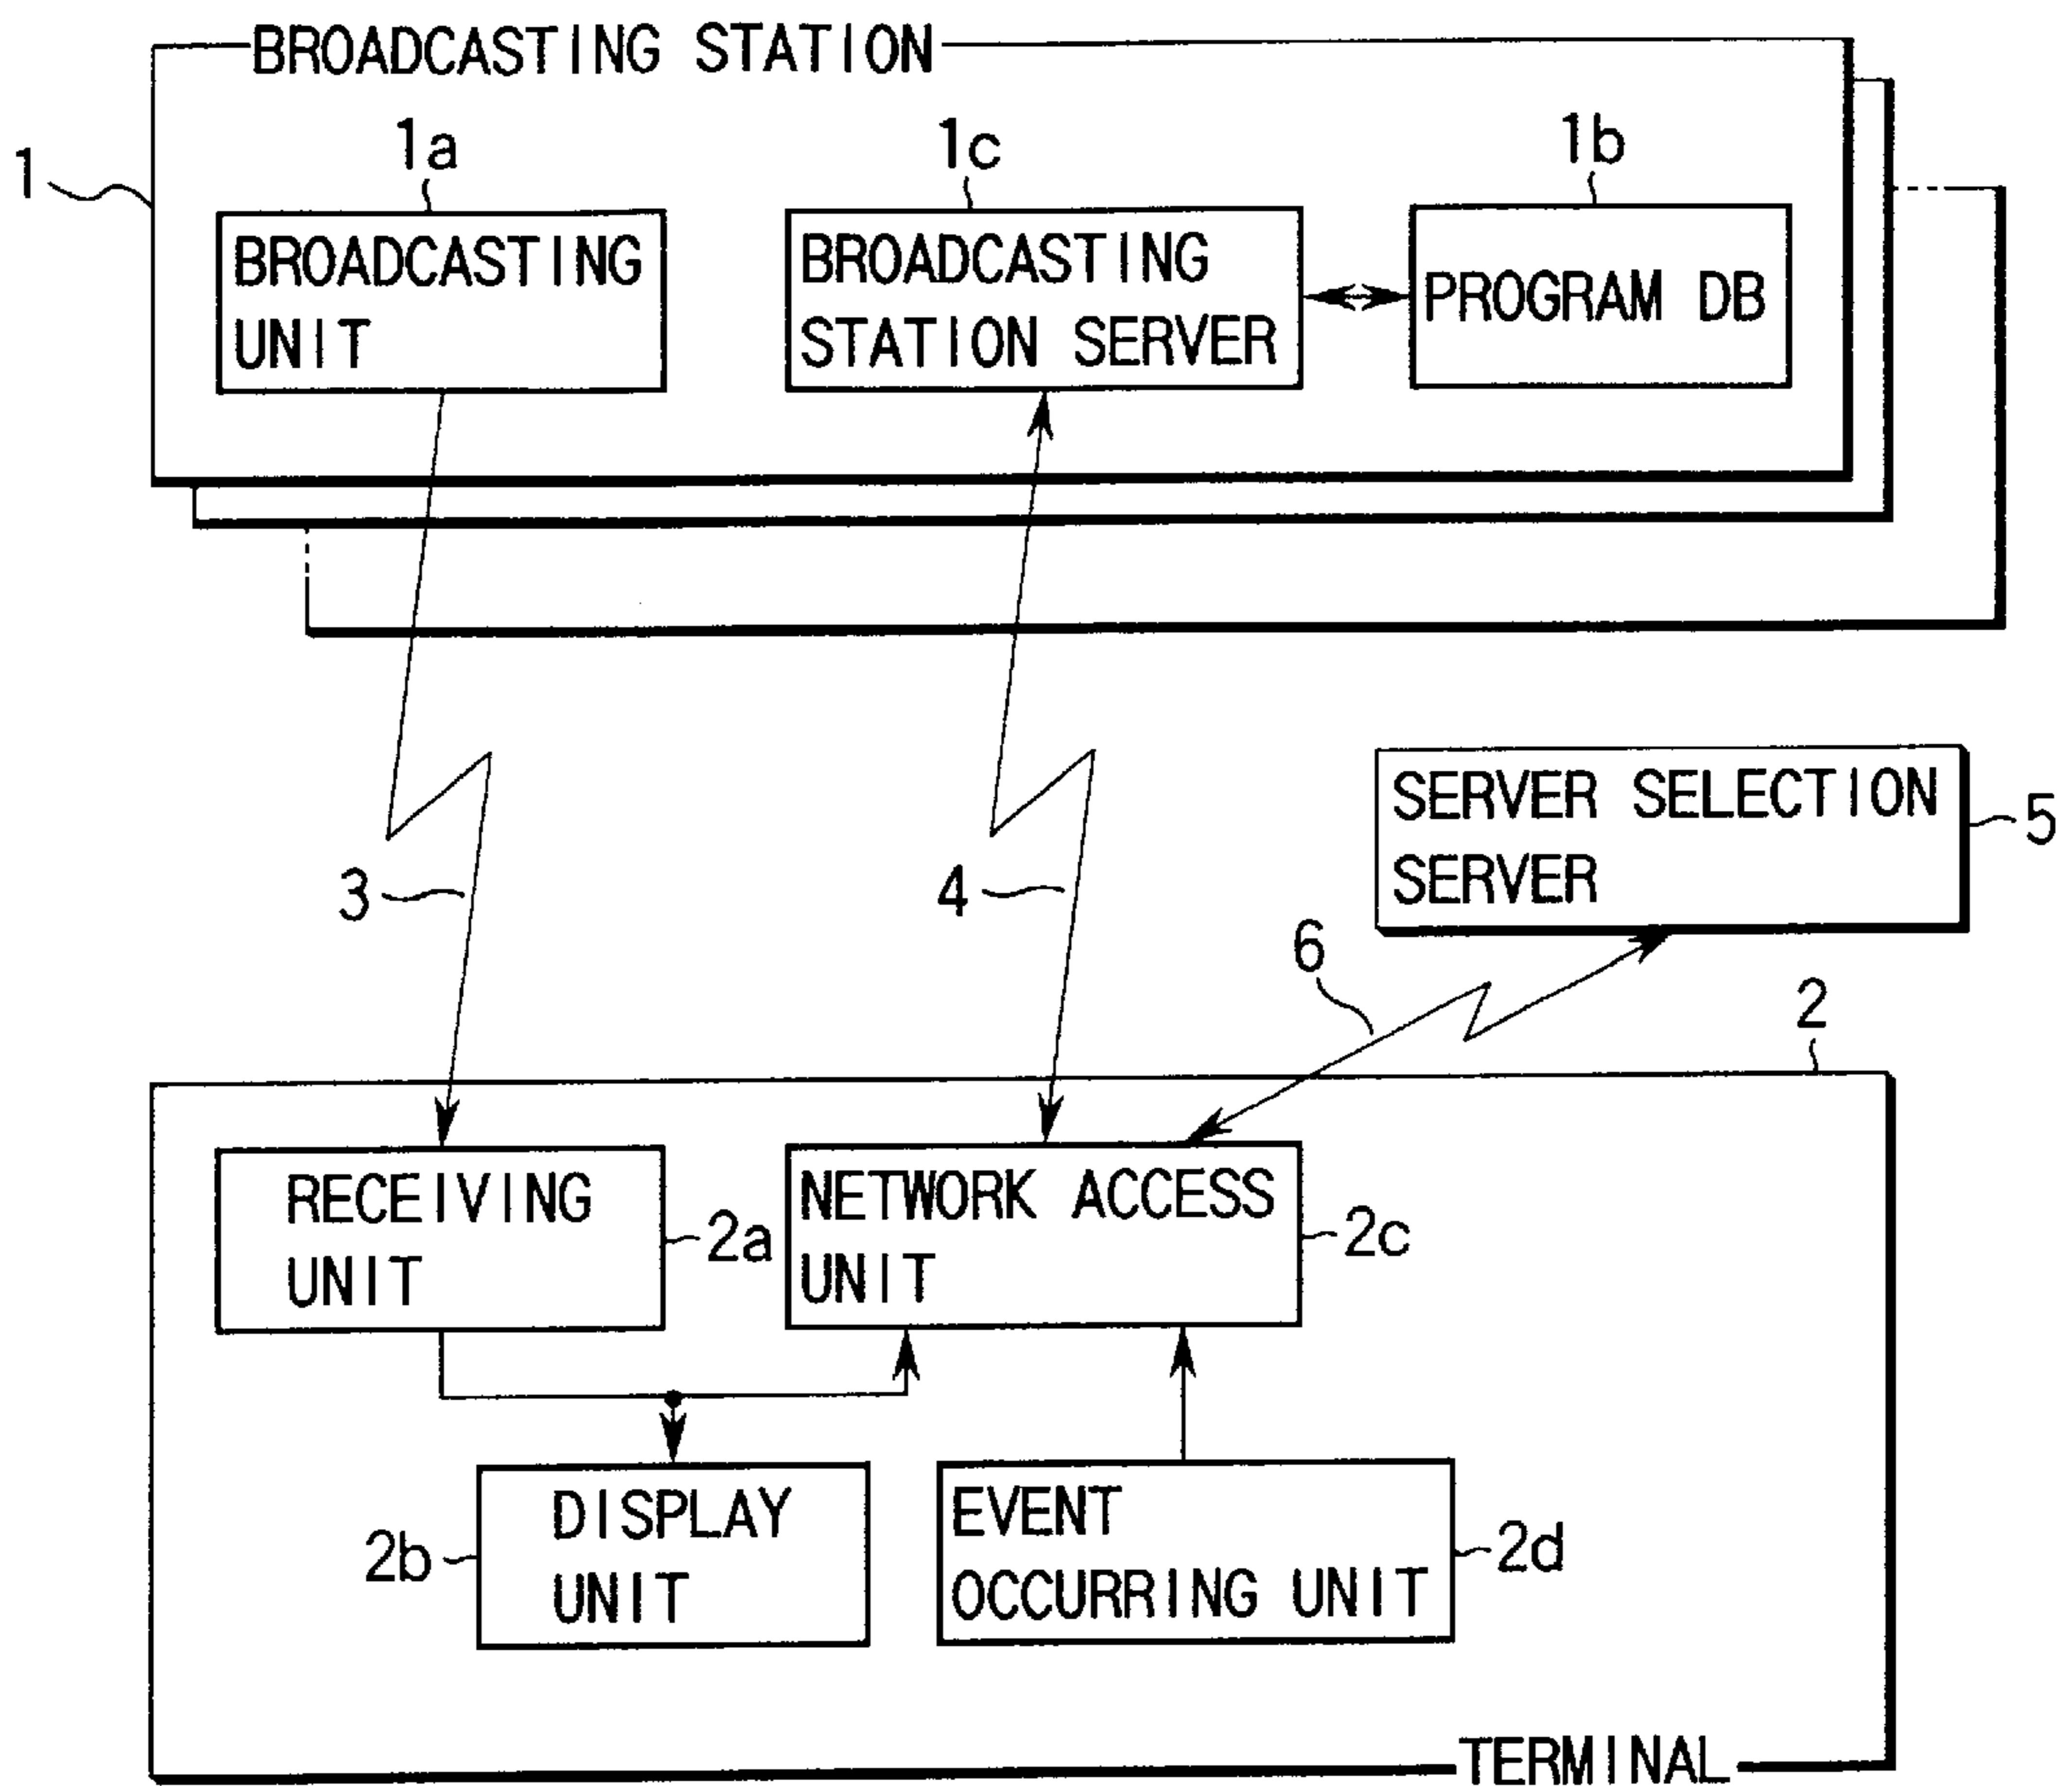 BROADCASTING STATION
1
1a
1c
1b
BROADCASTING
UNIT
BROADCASTING
STATION SERVER
PROGRAM DB
3
4
SERVER SELECTION
SERVER
5
6
2
RECEIVING
UNIT
2a
NETWORK ACCESS
UNIT
2c
DISPLAY
UNIT
2b
EVENT
OCCURRING UNIT
2d
TERMINAL